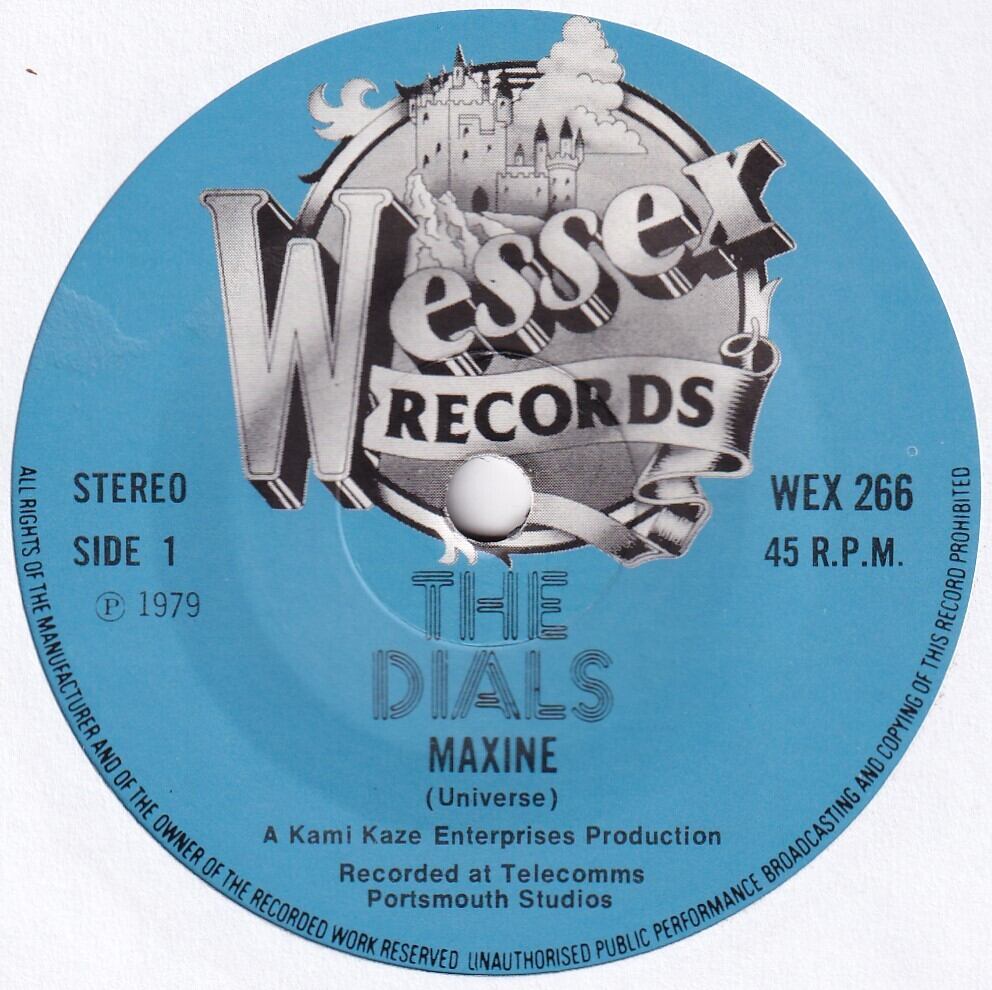 Wessex
RECORDS
STEREO
SIDE 1
Ⓟ 1979
WEX 266
45 R.P.M.
THE
DIALS
MAXINE
(Universe)
A Kami Kaze Enterprises Production
Recorded at Telecomms
Portsmouth Studios
ALL RIGHTS OF THE MANUFACTURER AND OF THE OWNER OF THE RECORDED WORK RESERVED UNAUTHORISED PUBLIC PERFORMANCE BROADCASTING AND COPYING OF THIS RECORD PROHIBITED